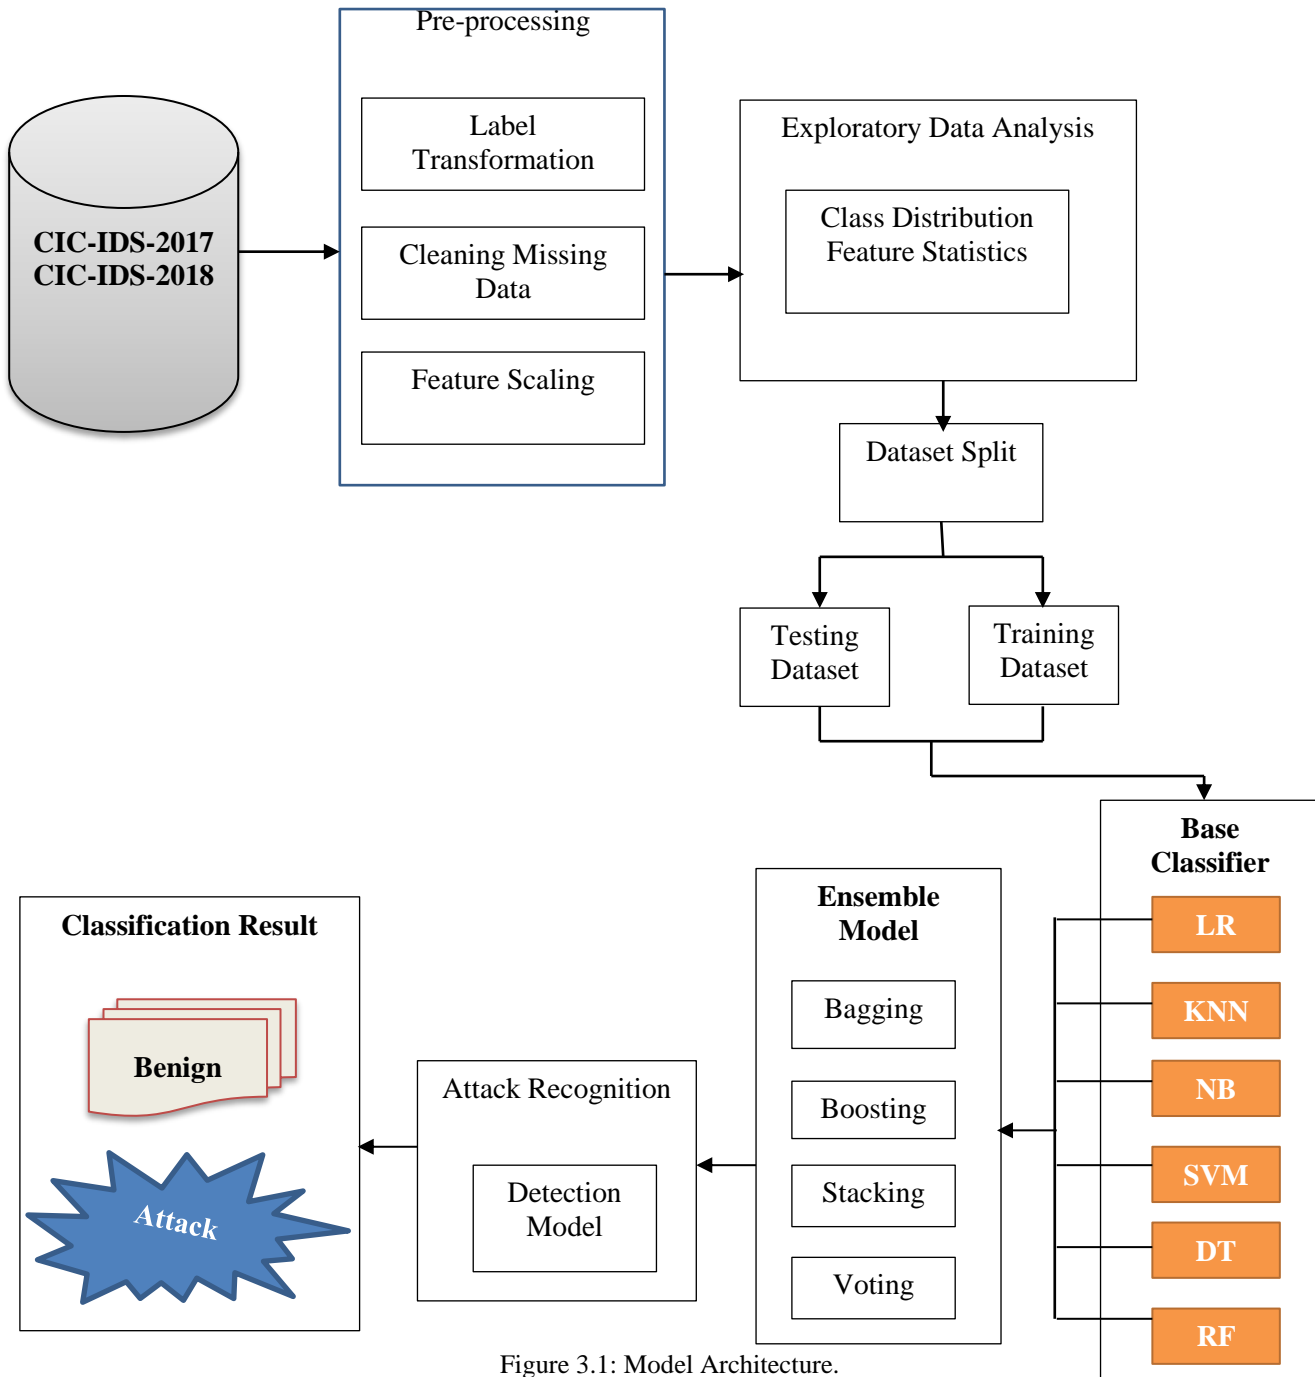 Pre-processing
Label
Transformation
Cleaning Missing
Data
Feature Scaling
CIC-IDS-2017
CIC-IDS-2018
Exploratory Data Analysis
Class Distribution
Feature Statistics
Dataset Split
Testing
Dataset
Training
Dataset
Base
Classifier
LR
KNN
NB
SVM
DT
RF
Ensemble
Model
Bagging
Boosting
Stacking
Voting
Attack Recognition
Detection
Model
Classification Result
Benign
Attack
Figure 3.1: Model Architecture.